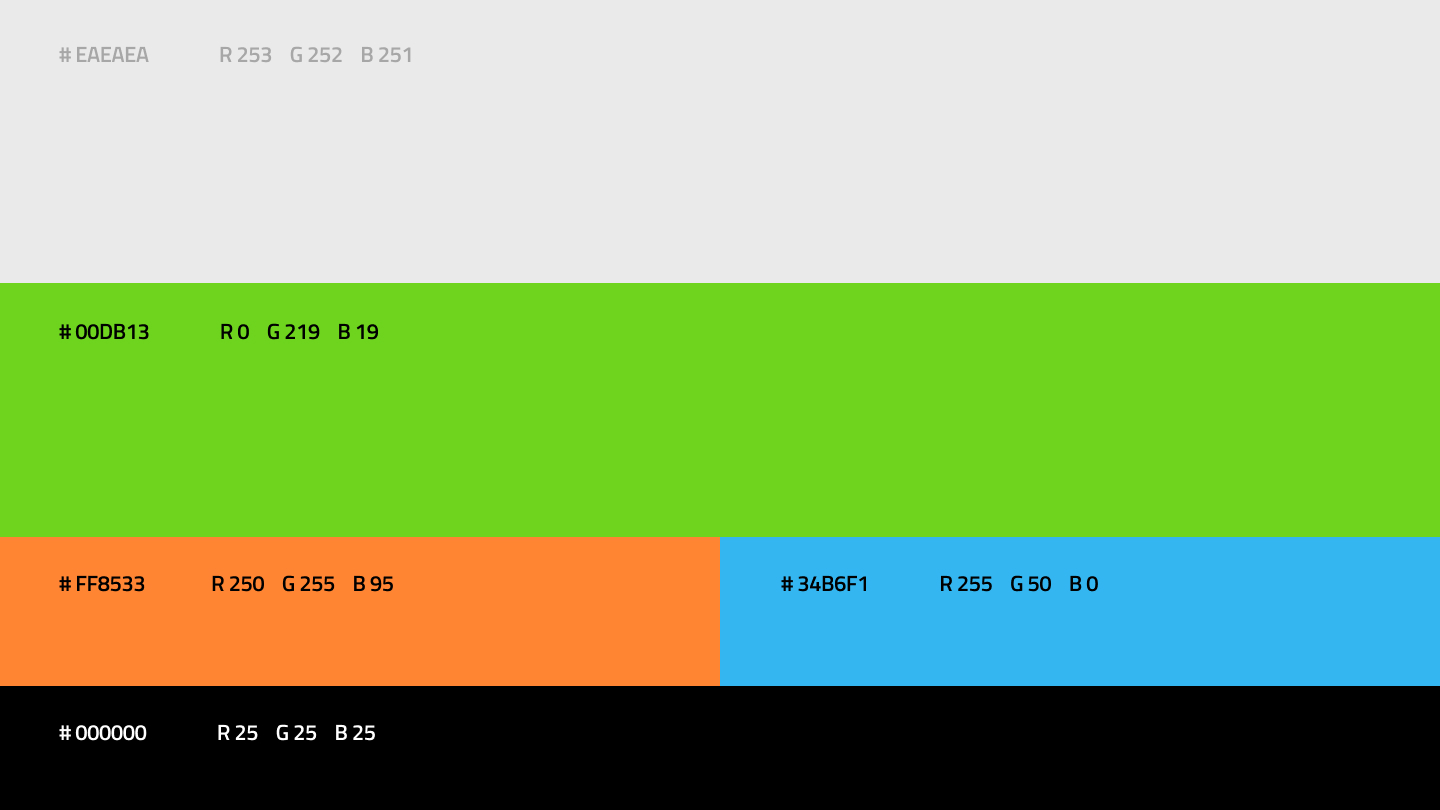 # EAEAEA R 253 G 252 B 251
# 00DB13 R 0 G 219 B 19
# FF8533 R 250 G 255 B 95
# 34B6F1 R 255 G 50 B 0
# 000000 R 25 G 25 B 25